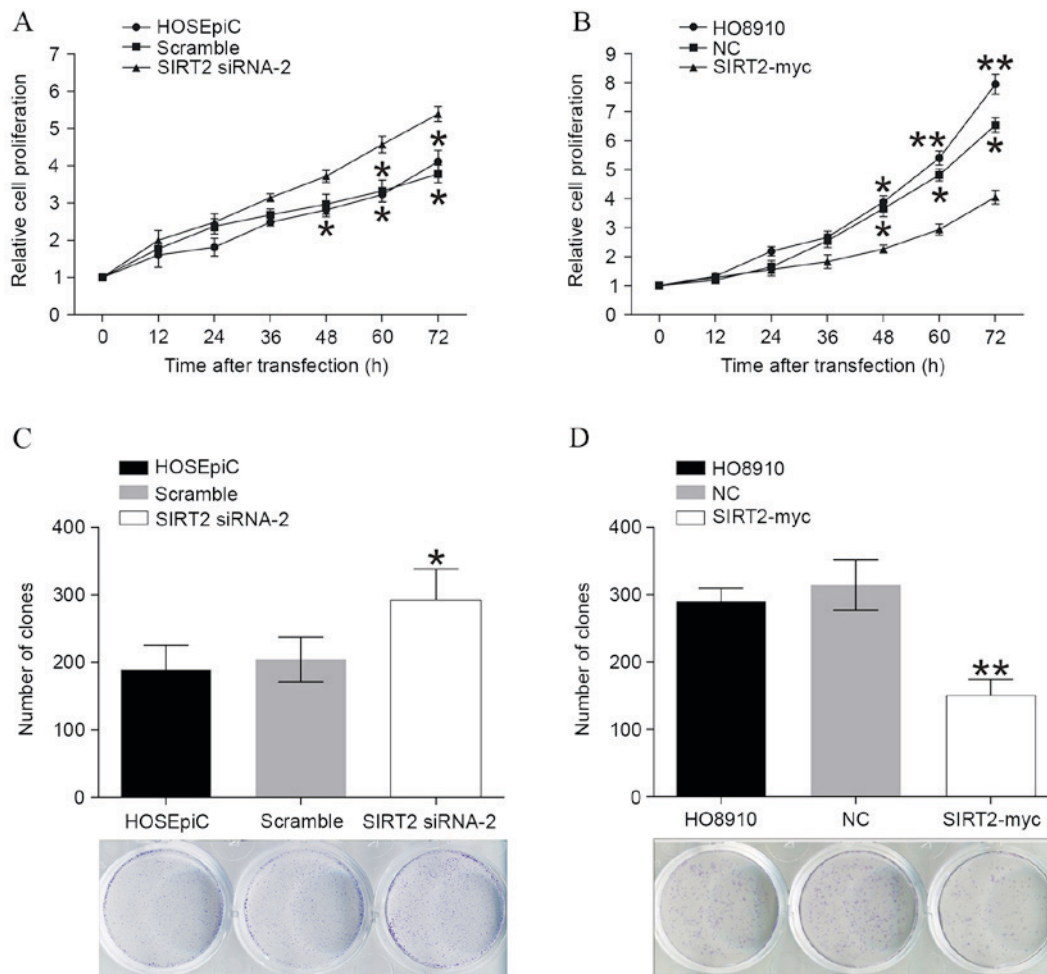 A
HOSEpiC
Scramble
SIRT2 siRNA-2
Relative cell proliferation
7
6
5
4
3
2
1
0
* *
* * *
0 12 24 36 48 60 72
Time after transfection (h)
B
HO8910
NC
SIRT2-myc
Relative cell proliferation
9
8
7
6
5
4
3
2
1
0
**
**
*
*
*
*
0 12 24 36 48 60 72
Time after transfection (h)
C
HOSEpiC
Scramble
SIRT2 siRNA-2
Number of clones
400
300
200
100
0
*
HOSEpiC Scramble SIRT2 siRNA-2
D
HO8910
NC
SIRT2-myc
Number of clones
400
300
200
100
0
**
HO8910 NC SIRT2-myc